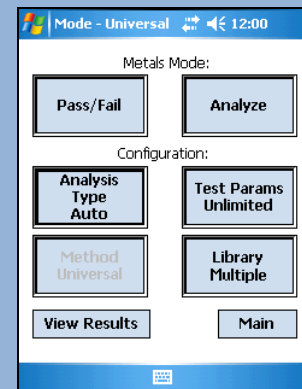 Mode - Universal 12:00
Metals Mode:
Pass/Fail
Analyze
Configuration:
Analysis
Type
Auto
Test Params
Unlimited
Method
Universal
Library
Multiple
View Results
Main